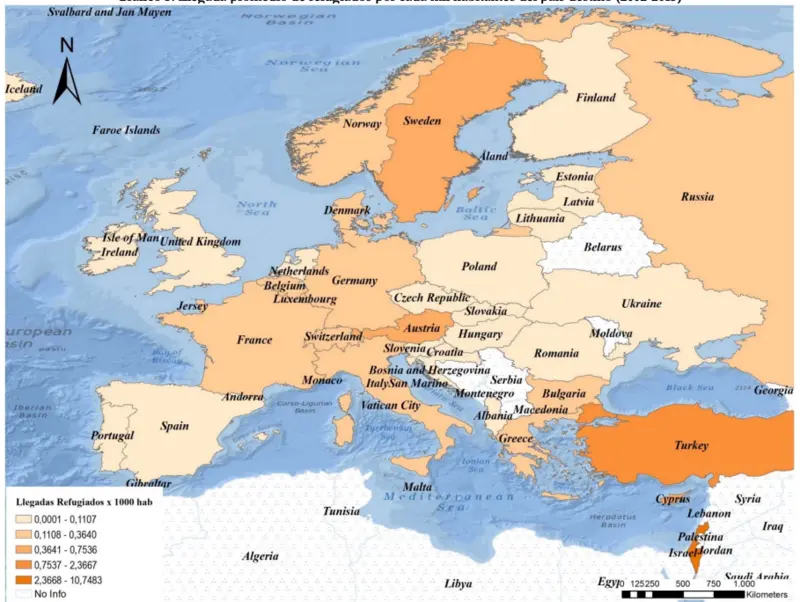 Svalbard and Jan Mayen
Norwegian
Basin
N
Norwegian
Sea
Iceland
Faroe Islands
Finland
Norway
Sweden
Åland
Estonia
Russia
North
Sea
Baltic
Sea
Latvia
Denmark
Lithuania
Isle of Man
United Kingdom
Ireland
Belarus
Netherlands
Belgium
Germany
Poland
Luxembourg
Jersey
Czech Republic
Slovakia
Ukraine
European
Basin
France
Switzerland
Austria
Hungary
Moldova
Slovenia
Croatia
Romania
Bosnia and Herzegovina
Serbia
Monaco
Italy
San Marino
Montenegro
Georgia
Black Sea
Andorra
Bulgaria
Iberian
Basin
Corso-Ligurian
Basin
Vatican City
Albania
Macedonia
Portugal
Spain
Tyrrhenian
Sea
Greece
Turkey
Ionian
Sea
Gibraltar
Malta
Mediterranean
Sea
Cyprus
Syria
Herodotus
Basin
Lebanon
Tunisia
Iraq
Palestina
Israel
Jordan
Algeria
Libya
Egyp
Saudi Arabia
Llegadas Refugiados x 1000 hab
0,0001 - 0,1107
0,1108 - 0,3640
0,3641 - 0,7536
0,7537 - 2,3667
2,3668 - 10,7483
No Info
0 125250 500 750 1.000
Kilometers